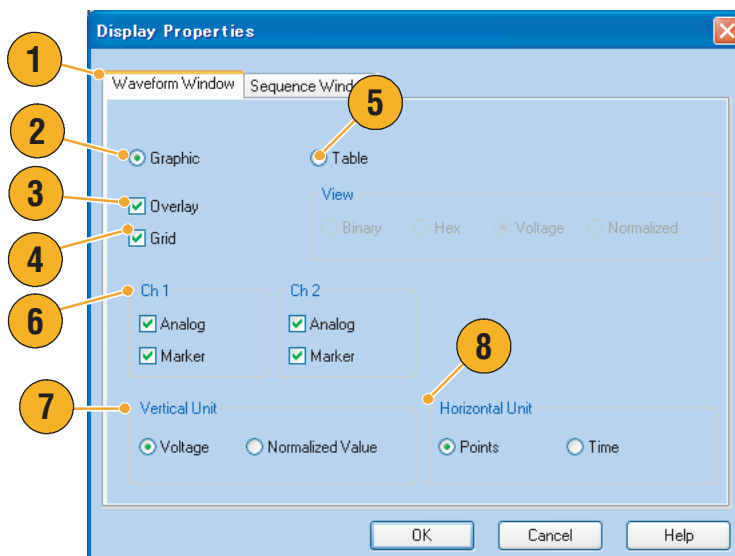 Display Properties
1
Waveform Window Sequence Wind
5
2
Graphic Table
3
Overlay View
Binary Hex Voltage Normalized
4
Grid
6
Ch 1 Ch 2
Analog Analog
Marker Marker
8
7
Vertical Unit Horizontal Unit
Voltage Normalized Value Points Time
OK Cancel Help